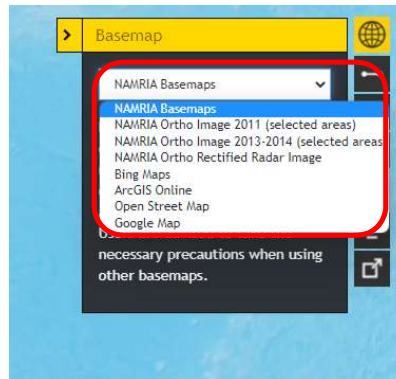 Basemap
NAMRIA Basemaps
NAMRIA Basemaps
NAMRIA Ortho Image 2011 (selected areas)
NAMRIA Ortho Image 2013-2014 (selected areas
NAMRIA Ortho Rectified Radar Image
Bing Maps
ArcGIS Online
Open Street Map
Google Map
necessary precautions when using
other basemaps.